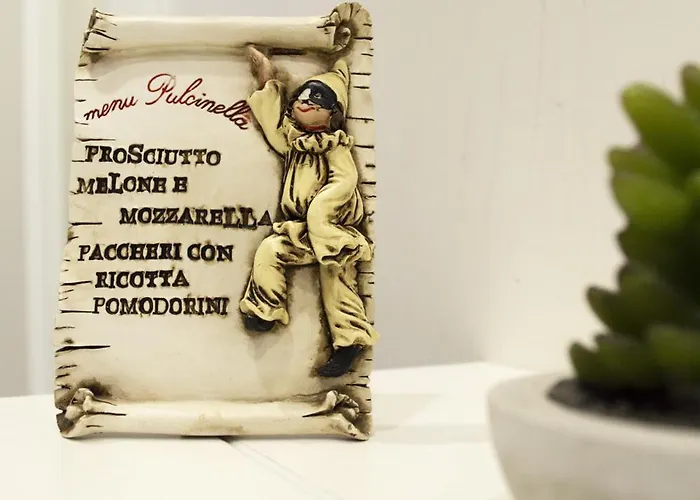 menu Pulcinella
PROSCIUTTO
MELONE E
MOZZARELLA
PACCHERI CON
RICOTTA
POMODORINI